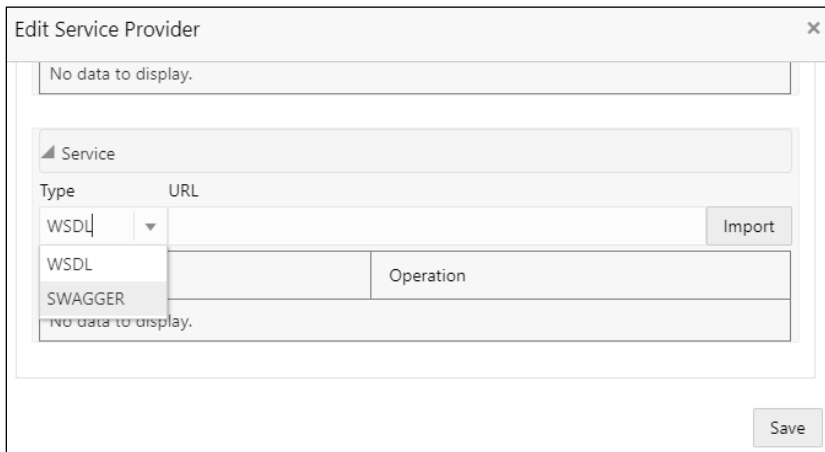 Edit Service Provider ×
No data to display.
Service
Type URL
WSDL Import
WSDL
Operation
SWAGGER
No data to display.
Save